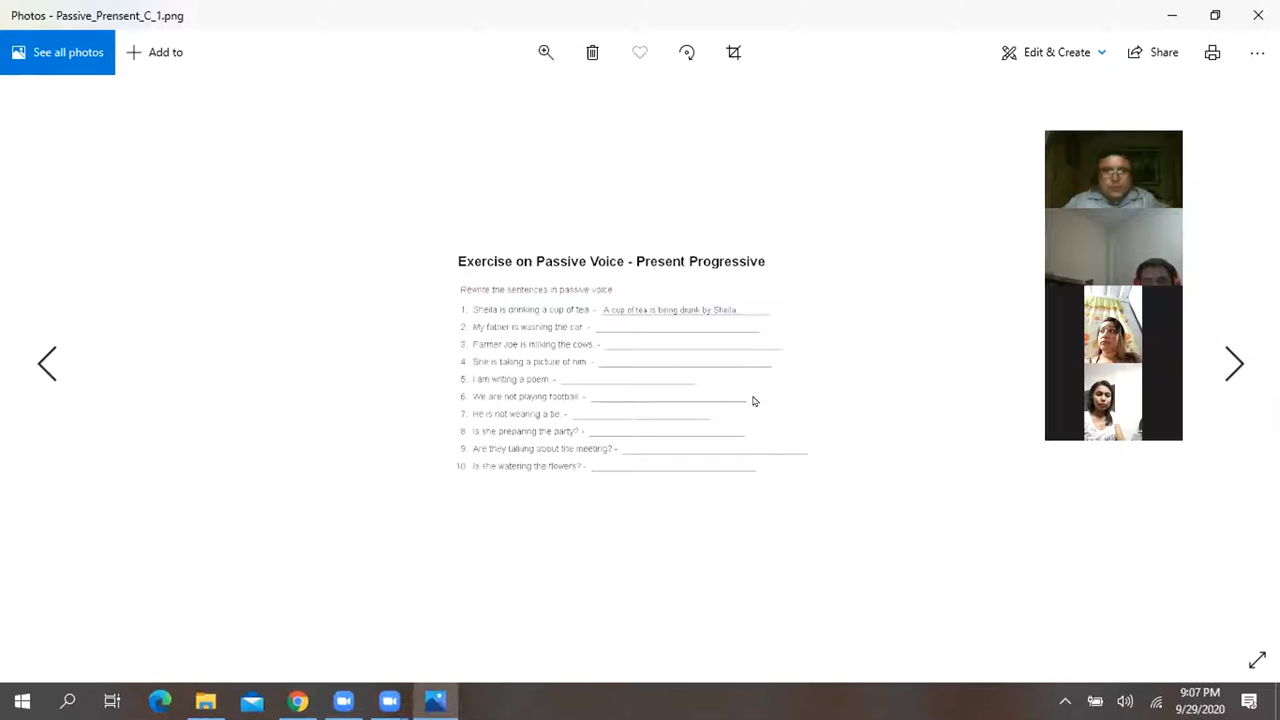 Photos - Passive_Prensent_C_1.png
See all photos
Add to
Edit & Create
Share
Exercise on Passive Voice - Present Progressive
Rewrite the sentences in passive voice
1. Sheila is drinking a cup of tea - A cup of tea is being drunk by Sheila
2. My father is washing the car -
3. Farmer Joe is milking the cows. -
4. She is taking a picture of him -
5. I am writing a poem. -
6. We are not playing football. -
7. He is not wearing a tie. -
8. Is she preparing the party? -
9. Are they talking about the meeting? -
10. Is she watering the flowers? -
9:07 PM
9/29/2020